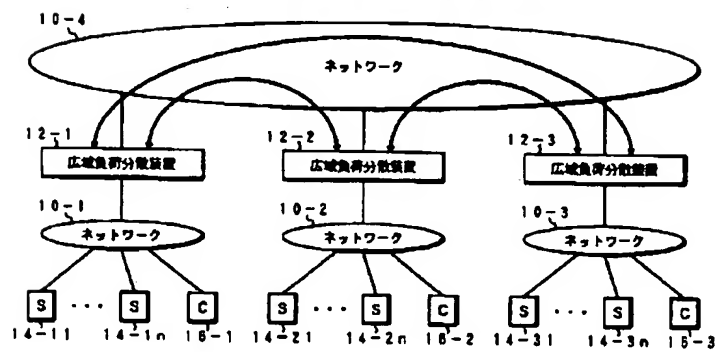 10-4
ネットワーク
12-1
12-2
12-3
広域負荷分散装置
広域負荷分散装置
広域負荷分散装置
10-1
10-2
10-3
ネットワーク
ネットワーク
ネットワーク
S ··· S C
S ··· S C
S ··· S C
14-11 14-1n 16-1
14-21 14-2n 16-2
14-31 14-3n 16-3